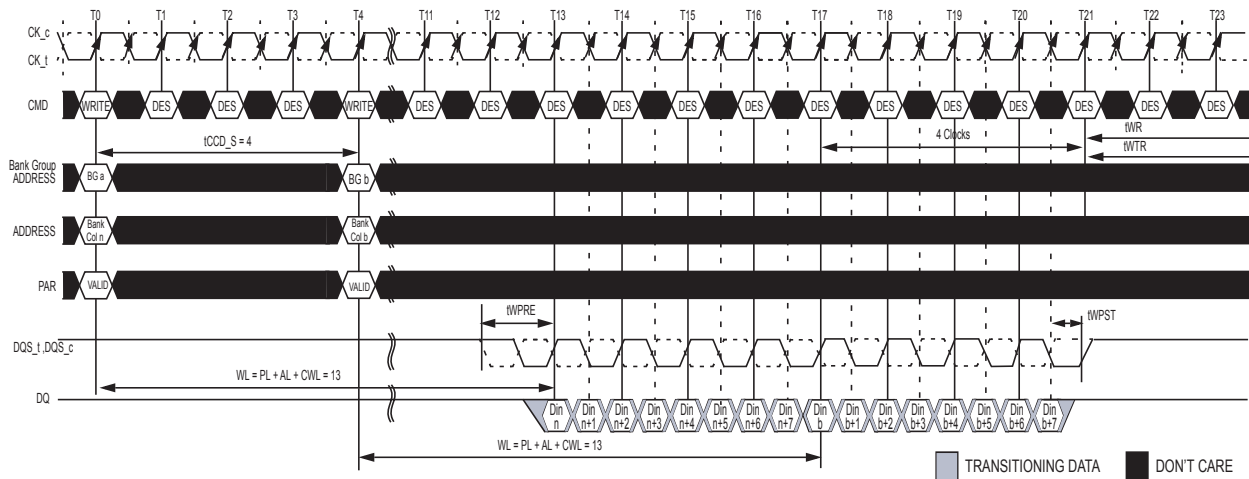 T0 T1 T2 T3 T4 T11 T12 T13 T14 T15 T16 T17 T18 T19 T20 T21 T22 T23
CK_c
CK_t
CMD WRITE DES DES DES WRITE DES DES DES DES DES DES DES DES DES DES DES DES DES
tCCD_S = 4
4 Clocks
tWR
tWTR
Bank Group
ADDRESS
BG a BG b
ADDRESS
Bank
Col n
Bank
Col b
PAR VALID VALID
tWPRE
tWPST
DQS_t ,DQS_c
WL = PL + AL + CWL = 13
DQ
Din
n
Din
n+1
Din
n+2
Din
n+3
Din
n+4
Din
n+5
Din
n+6
Din
n+7
Din
b
Din
b+1
Din
b+2
Din
b+3
Din
b+4
Din
b+5
Din
b+6
Din
b+7
WL = PL + AL + CWL = 13
TRANSITIONING DATA
DON'T CARE